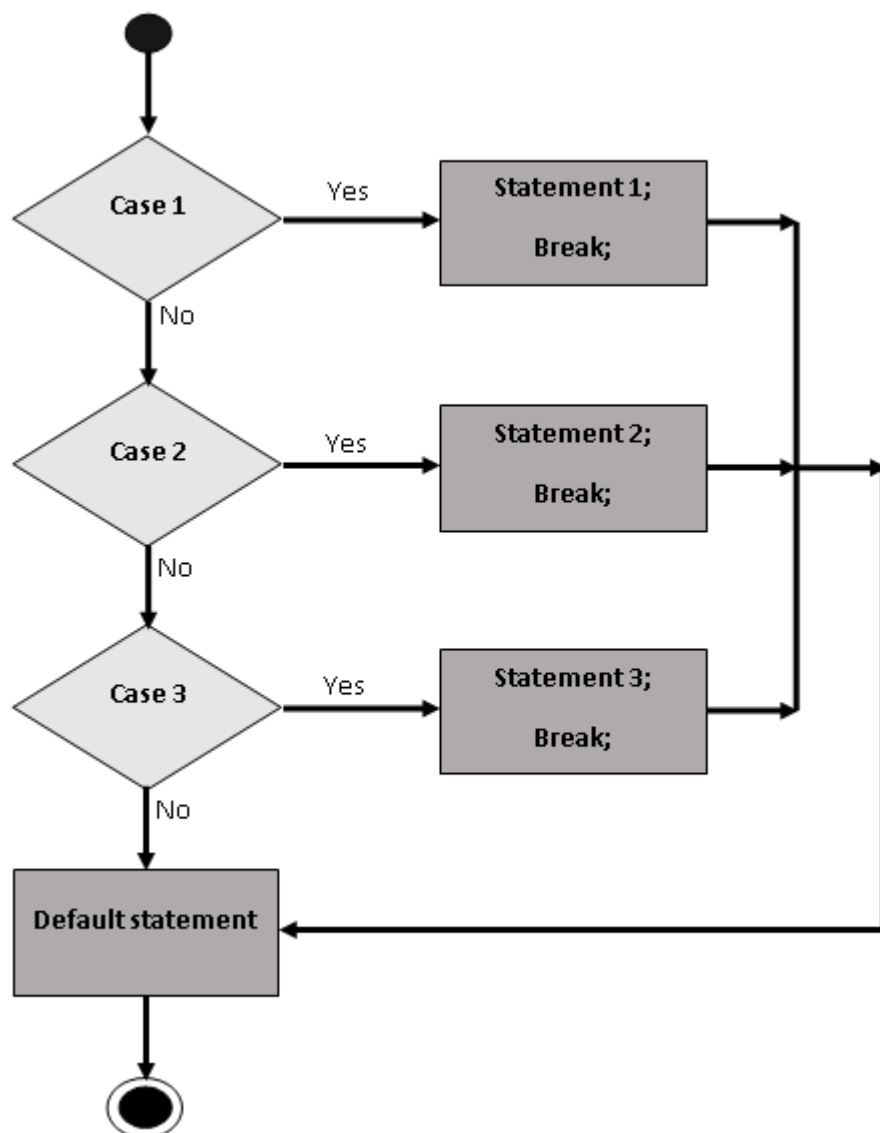 Case 1
Yes
Statement 1;
Break;
No
Case 2
Yes
Statement 2;
Break;
No
Case 3
Yes
Statement 3;
Break;
No
Default statement